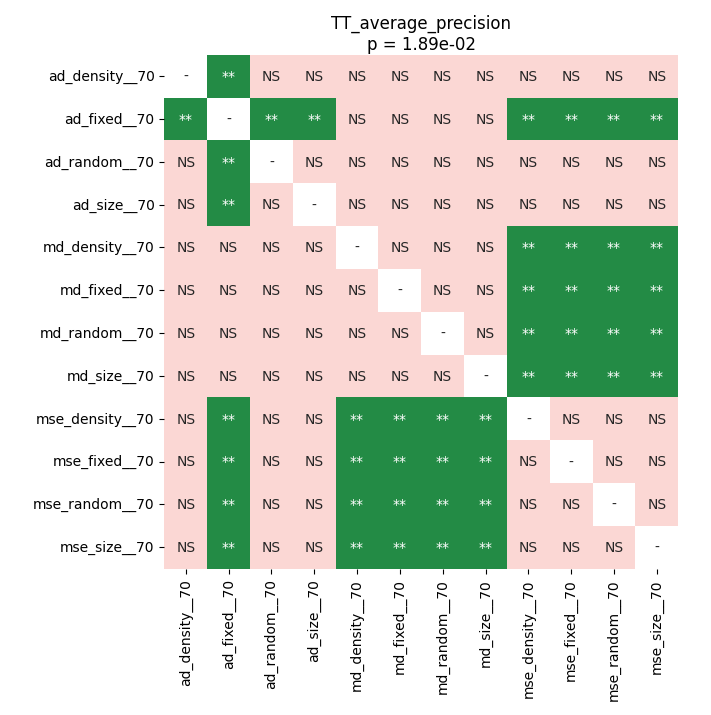 TT_average_precision
p = 1.89e-02
ad_density__70 - ** NS NS NS NS NS NS NS NS NS NS
ad_fixed__70 ** - ** ** NS NS NS NS ** ** ** **
ad_random__70 NS ** - NS NS NS NS NS NS NS NS NS
ad_size__70 NS ** NS - NS NS NS NS NS NS NS NS
md_density__70 NS NS NS NS - NS NS NS ** ** ** **
md_fixed__70 NS NS NS NS NS - NS NS ** ** ** **
md_random__70 NS NS NS NS NS NS - NS ** ** ** **
md_size__70 NS NS NS NS NS NS NS - ** ** ** **
mse_density__70 NS ** NS NS ** ** ** ** - NS NS NS
mse_fixed__70 NS ** NS NS ** ** ** ** NS - NS NS
mse_random__70 NS ** NS NS ** ** ** ** NS NS - NS
mse_size__70 NS ** NS NS ** ** ** ** NS NS NS -
ad_density__70
ad_fixed__70
ad_random__70
ad_size__70
md_density__70
md_fixed__70
md_random__70
md_size__70
mse_density__70
mse_fixed__70
mse_random__70
mse_size__70